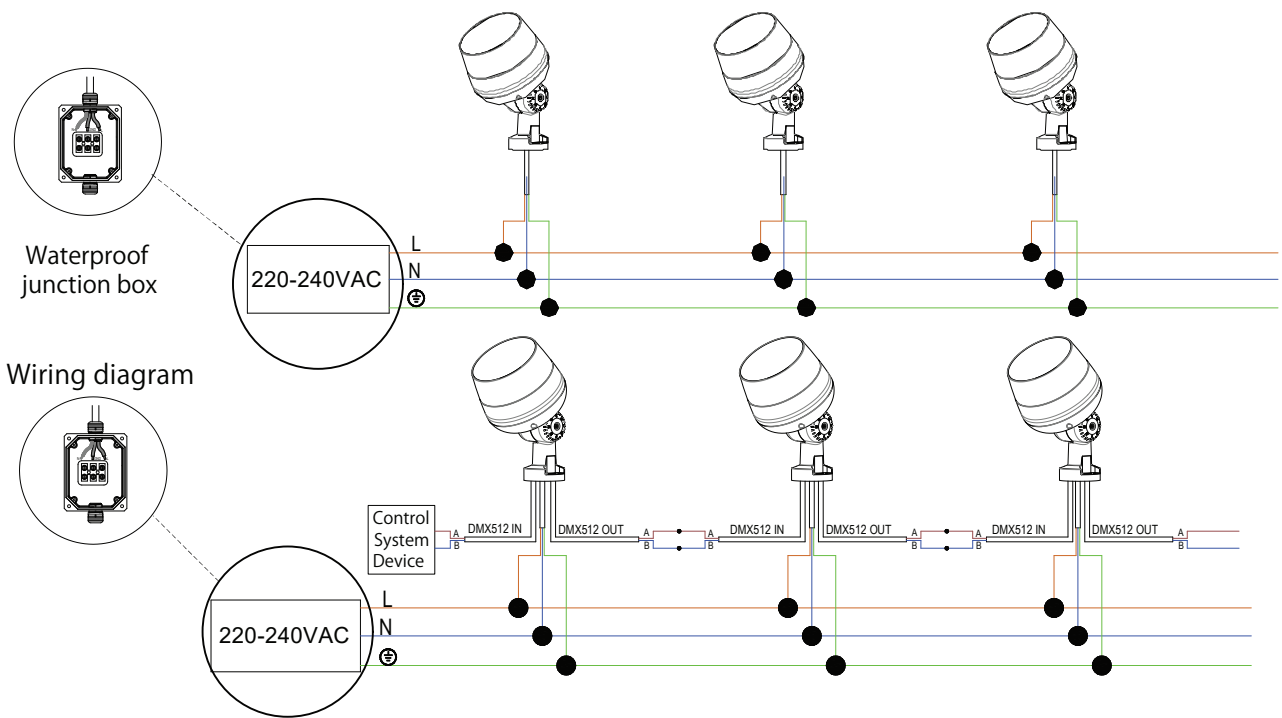 Waterproof
junction box
220-240VAC
L
N
Wiring diagram
Control
System
Device
A
B
DMX512 IN
DMX512 OUT
A
B
A
B
DMX512 IN
DMX512 OUT
A
B
A
B
DMX512 IN
DMX512 OUT
A
B
220-240VAC
L
N